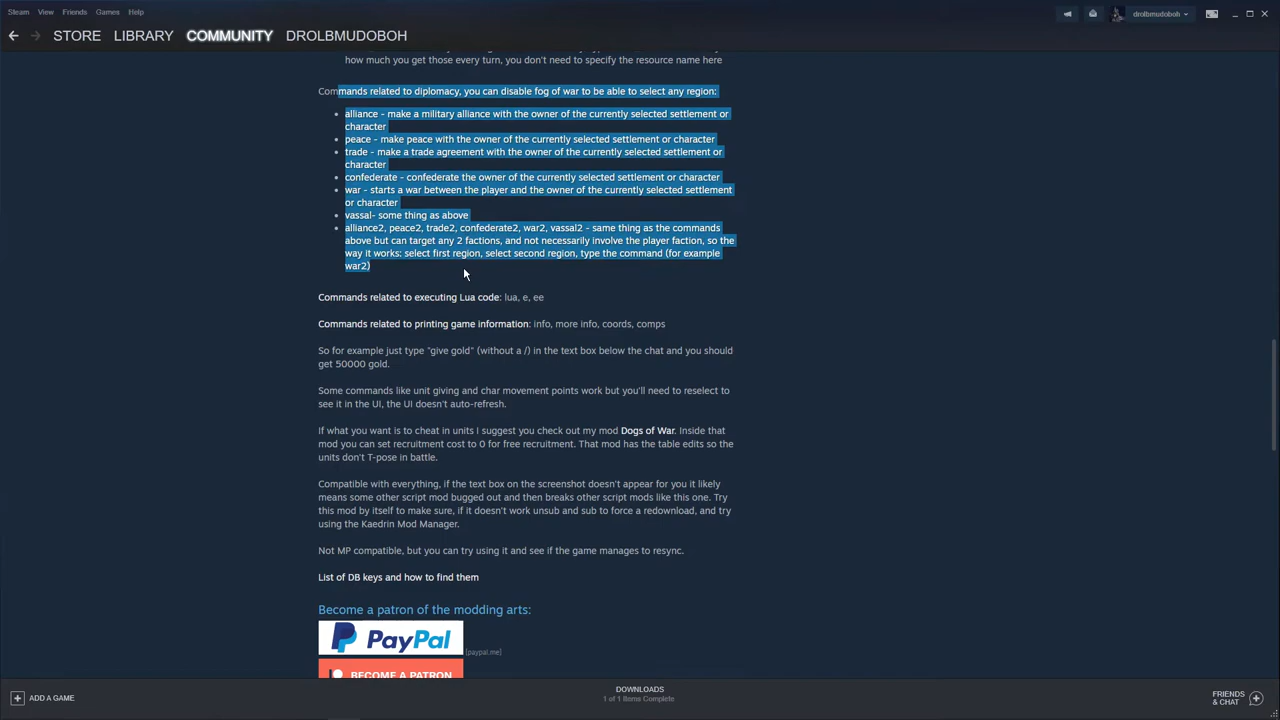 Steam View Friends Games Help
drolbmudoboh
STORE LIBRARY COMMUNITY DROLBMUDOBOH
how much you get those every turn, you don't need to specify the resource name here
Commands related to diplomacy, you can disable fog of war to be able to select any region:
alliance - make a military alliance with the owner of the currently selected settlement or
character
peace - make peace with the owner of the currently selected settlement or character
trade - make a trade agreement with the owner of the currently selected settlement or
character
confederate - confederate the owner of the currently selected settlement or character
war - starts a war between the player and the owner of the currently selected settlement
or character
vassal- some thing as above
alliance2, peace2, trade2, confederate2, war2, vassal2 - same thing as the commands
above but can target any 2 factions, and not necessarily involve the player faction, so the
way it works: select first region, select second region, type the command (for example
war2)
Commands related to executing Lua code: lua, e, ee
Commands related to printing game information: info, more info, coords, comps
So for example just type "give gold" (without a /) in the text box below the chat and you should
get 50000 gold.
Some commands like unit giving and char movement points work but you'll need to reselect to
see it in the UI, the UI doesn't auto-refresh.
If what you want is to cheat in units I suggest you check out my mod Dogs of War. Inside that
mod you can set recruitment cost to 0 for free recruitment. That mod has the table edits so the
units don't T-pose in battle.
Compatible with everything, if the text box on the screenshot doesn't appear for you it likely
means some other script mod bugged out and then breaks other script mods like this one. Try
this mod by itself to make sure, if it doesn't work unsub and sub to force a redownload, and try
using the Kaedrin Mod Manager.
Not MP compatible, but you can try using it and see if the game manages to resync.
List of DB keys and how to find them
Become a patron of the modding arts:
PayPal [paypal.me]
BECOME A PATRON
ADD A GAME
DOWNLOADS
1 of 1 Items Complete
FRIENDS
& CHAT